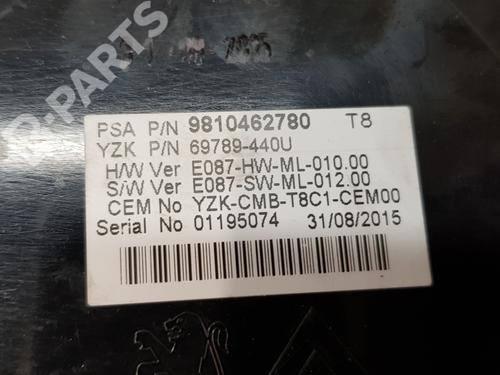 B-PARTS
PSA P/N 9810462780 T8
YZK P/N 69789-440U
H/W Ver E087-HW-ML-010.00
S/W Ver E087-SW-ML-012.00
CEM No YZK-CMB-T8C1-CEM00
Serial No 01195074 31/08/2015